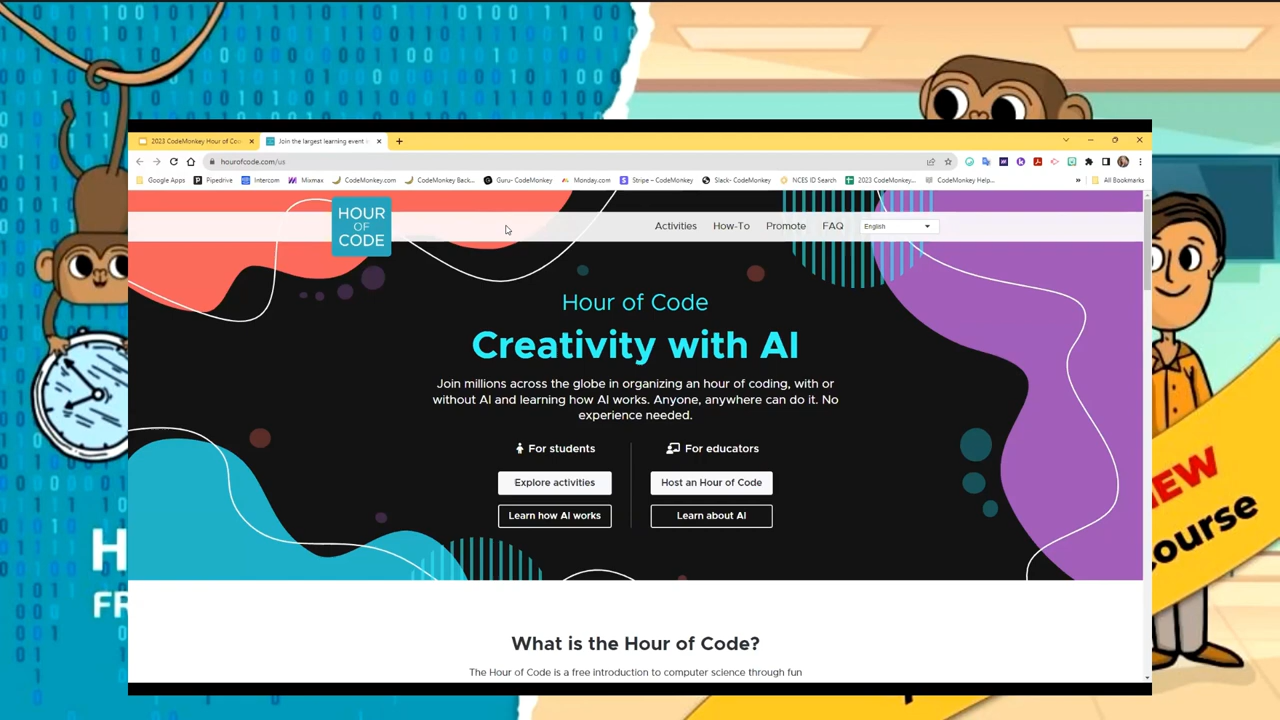 2023 CodeMonkey Hour of Co
Join the largest learning event
hourofcode.com/us
Google Apps
Pipedrive
Intercom
Mixmax
CodeMonkey.com
CodeMonkey Back...
Guru- CodeMonkey
Monday.com
Stripe – CodeMonkey
Slack- CodeMonkey
NCES ID Search
2023 CodeMonkey...
CodeMonkey Help...
»
All Bookmarks
HOUR
OF
CODE
Activities
How-To
Promote
FAQ
English
Hour of Code
Creativity with AI
Join millions across the globe in organizing an hour of coding, with or
without AI and learning how AI works. Anyone, anywhere can do it. No
experience needed.
For students
For educators
Explore activities
Host an Hour of Code
Learn how AI works
Learn about AI
What is the Hour of Code?
The Hour of Code is a free introduction to computer science through fun
H
FR
EW
ourse